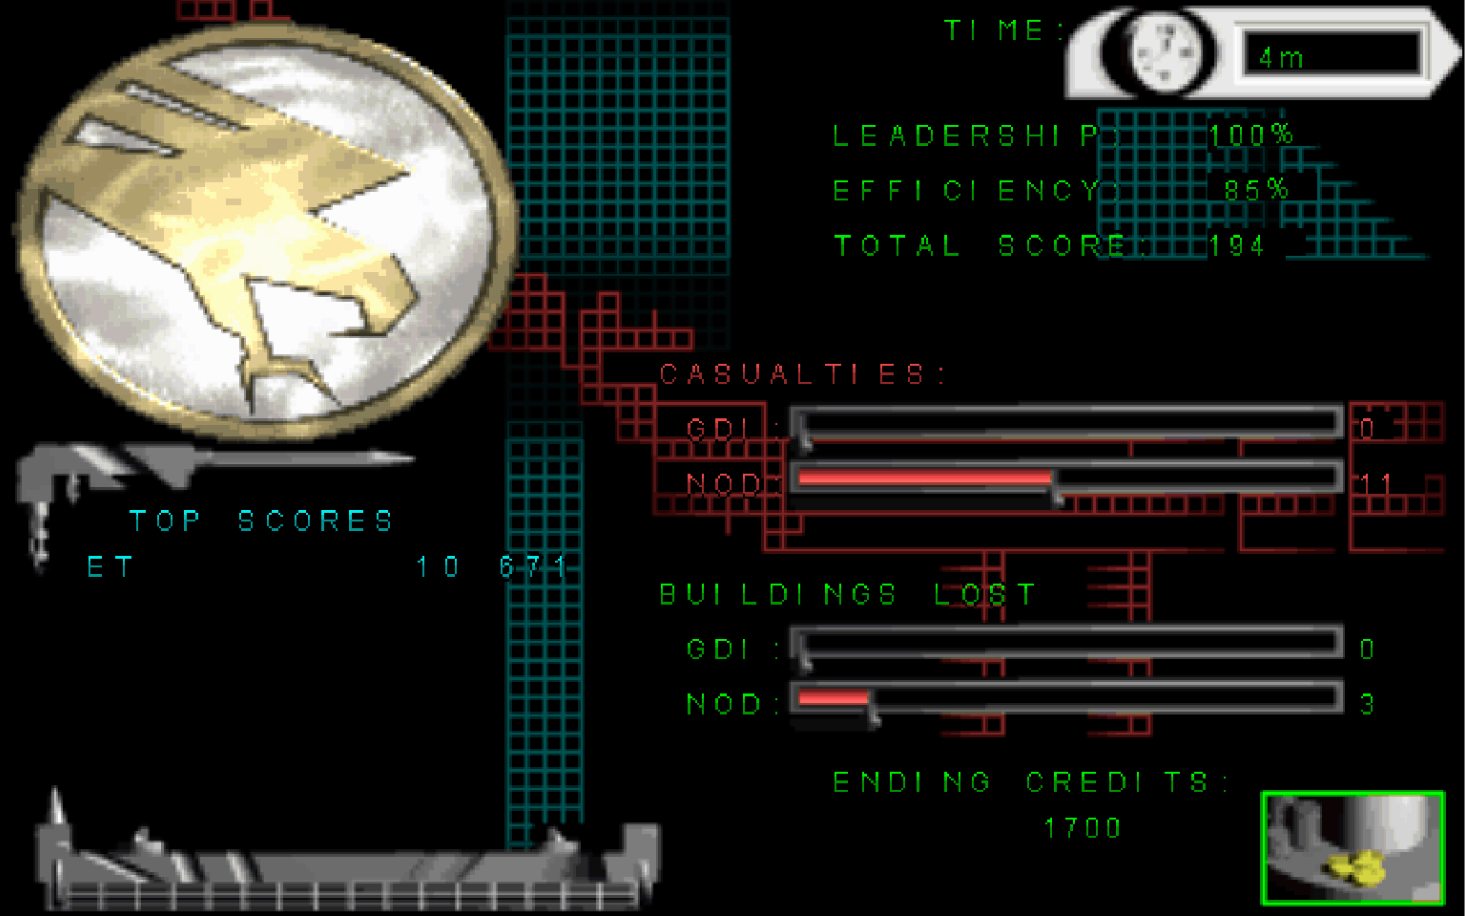 TIME: 4m
LEADERSHIP: 100%
EFFICIENCY: 85%
TOTAL SCORE: 194
CASUALTIES:
GDI : 0
NOD: 11
TOP SCORES
ET 10 671
BUILDINGS LOST
GDI : 0
NOD: 3
ENDING CREDITS:
1700